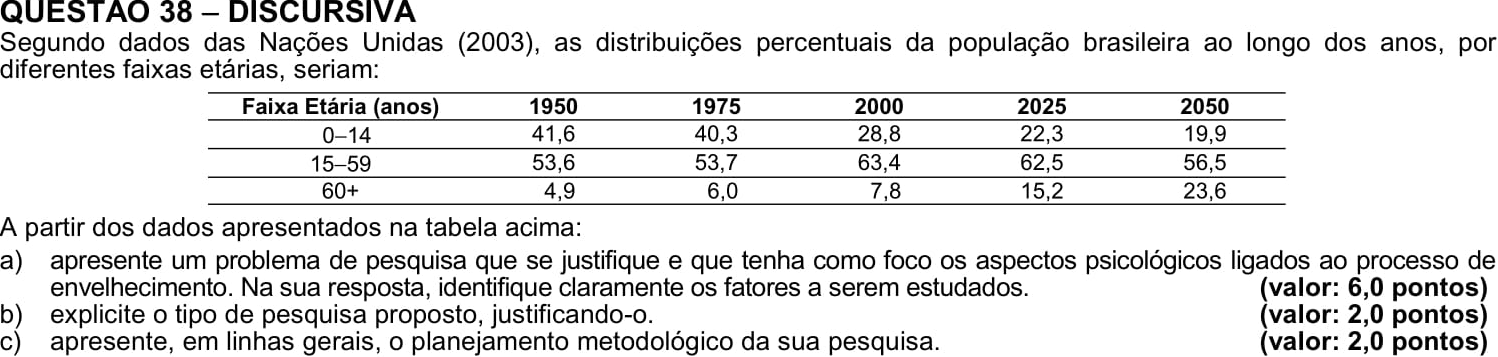 QUESTÃO 38 – DISCURSIVA
Segundo dados das Nações Unidas (2003), as distribuições percentuais da população brasileira ao longo dos anos, por
diferentes faixas etárias, seriam:
Faixa Etária (anos) 1950 1975 2000 2025 2050
0–14 41,6 40,3 28,8 22,3 19,9
15–59 53,6 53,7 63,4 62,5 56,5
60+ 4,9 6,0 7,8 15,2 23,6
A partir dos dados apresentados na tabela acima:
a) apresente um problema de pesquisa que se justifique e que tenha como foco os aspectos psicológicos ligados ao processo de
envelhecimento. Na sua resposta, identifique claramente os fatores a serem estudados. (valor: 6,0 pontos)
b) explicite o tipo de pesquisa proposto, justificando-o. (valor: 2,0 pontos)
c) apresente, em linhas gerais, o planejamento metodológico da sua pesquisa. (valor: 2,0 pontos)